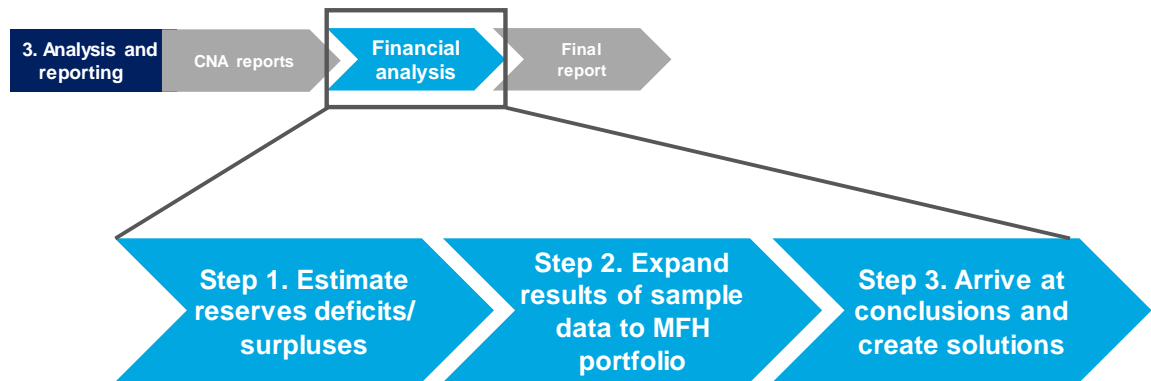 3. Analysis and
reporting
CNA reports
Financial
analysis
Final
report
Step 1. Estimate
reserves deficits/
surpluses
Step 2. Expand
results of sample
data to MFH
portfolio
Step 3. Arrive at
conclusions and
create solutions